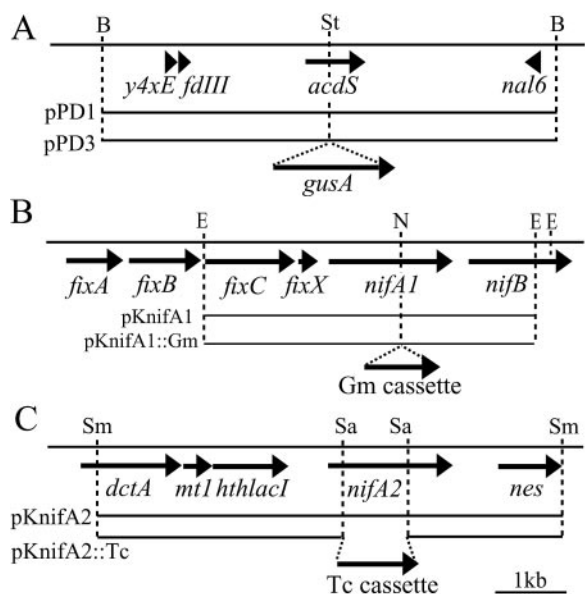 A
B St B
y4xE fdIII acdS nal6
pPD1
pPD3
gusA
B
E N E E
fixA fixB fixC fixX nifA1 nifB
pKnifA1
pKnifA1::Gm
Gm cassette
C
Sm Sa Sa Sm
dctA mt1 hthlacI nifA2 nes
pKnifA2
pKnifA2::Tc
Tc cassette
1kb